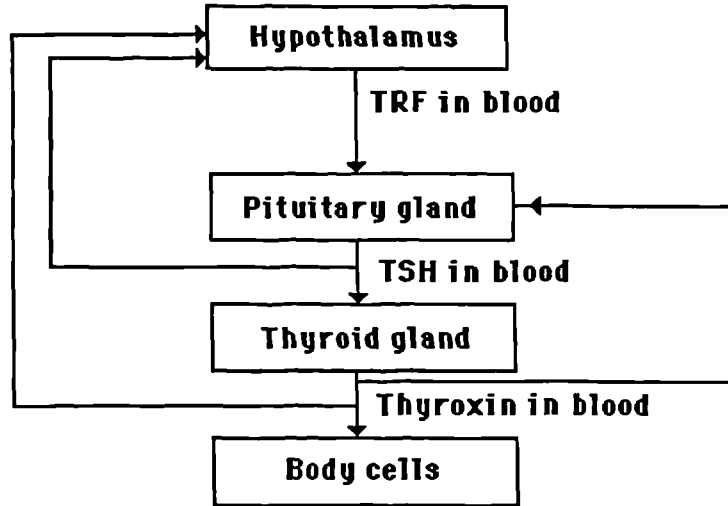 Hypothalamus
TRF in blood
Pituitary gland
TSH in blood
Thyroid gland
Thyroxin in blood
Body cells